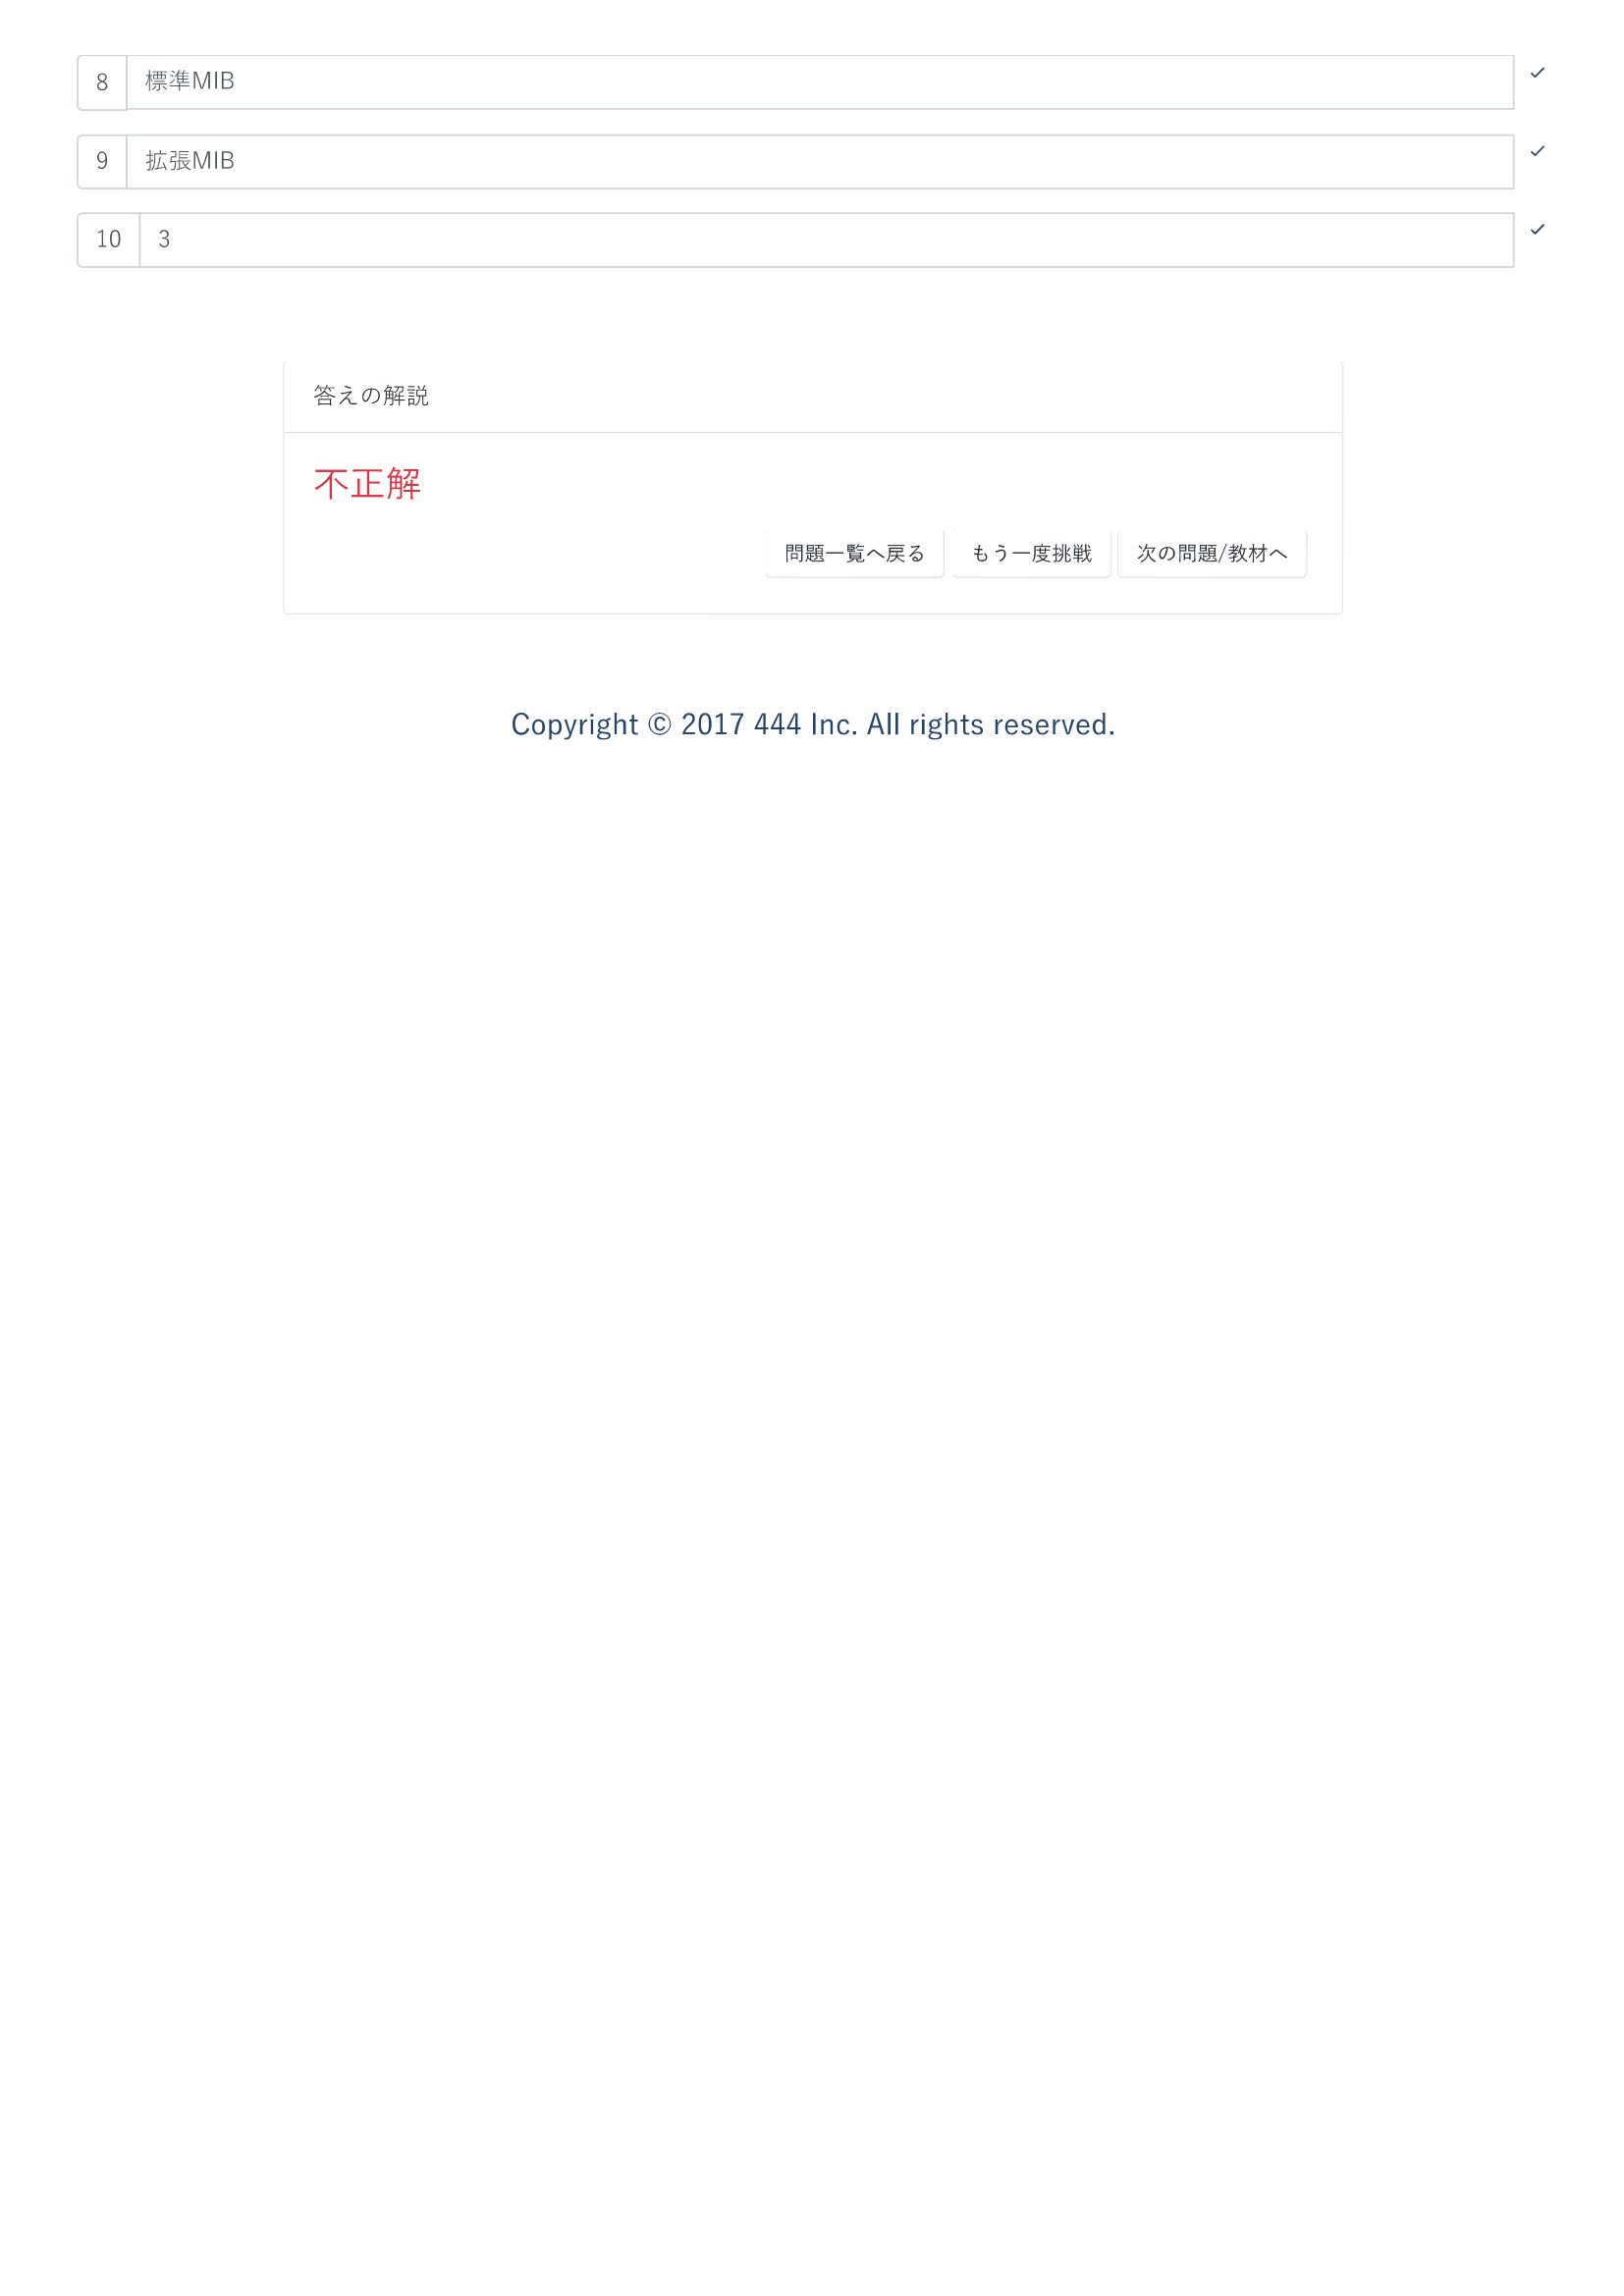 8 標準MIB
9 拡張MIB
10 3
答えの解説
不正解
問題一覧へ戻る もう一度挑戦 次の問題/教材へ
Copyright © 2017 444 Inc. All rights reserved.